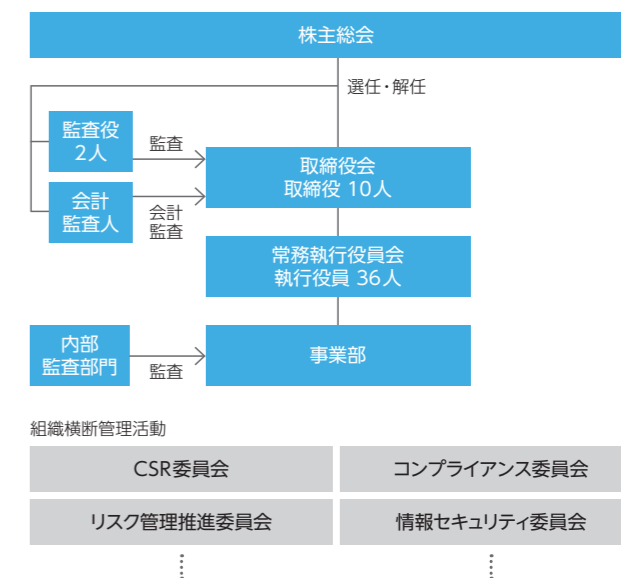 株主総会
選任・解任
監査役
2人
監査
取締役会
取締役 10人
会計
監査人
会計
監査
常務執行役員会
執行役員 36人
内部
監査部門
監査
事業部
組織横断管理活動
CSR委員会
コンプライアンス委員会
リスク管理推進委員会
情報セキュリティ委員会